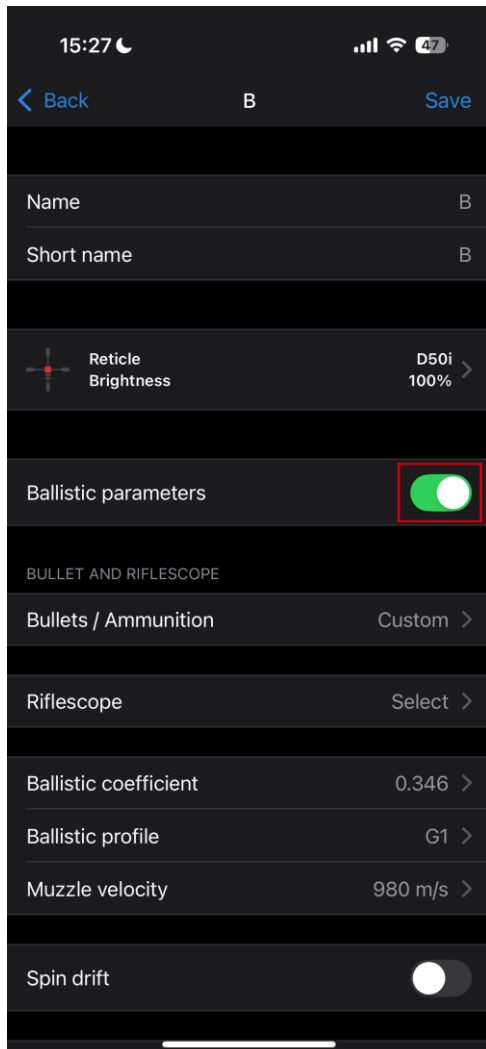 15:27 47
Back B Save
Name B
Short name B
Reticle D50i
Brightness 100%
Ballistic parameters
BULLET AND RIFLESCOPE
Bullets / Ammunition Custom
Riflescope Select
Ballistic coefficient 0.346
Ballistic profile G1
Muzzle velocity 980 m/s
Spin drift